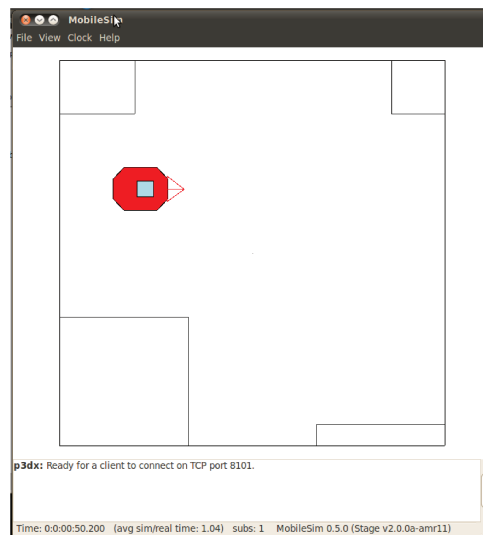 MobileSim
File View Clock Help
p3dx: Ready for a client to connect on TCP port 8101.
Time: 0:0:00:50.200 (avg sim/real time: 1.04) subs: 1 MobileSim 0.5.0 (Stage v2.0.0a-amr11)